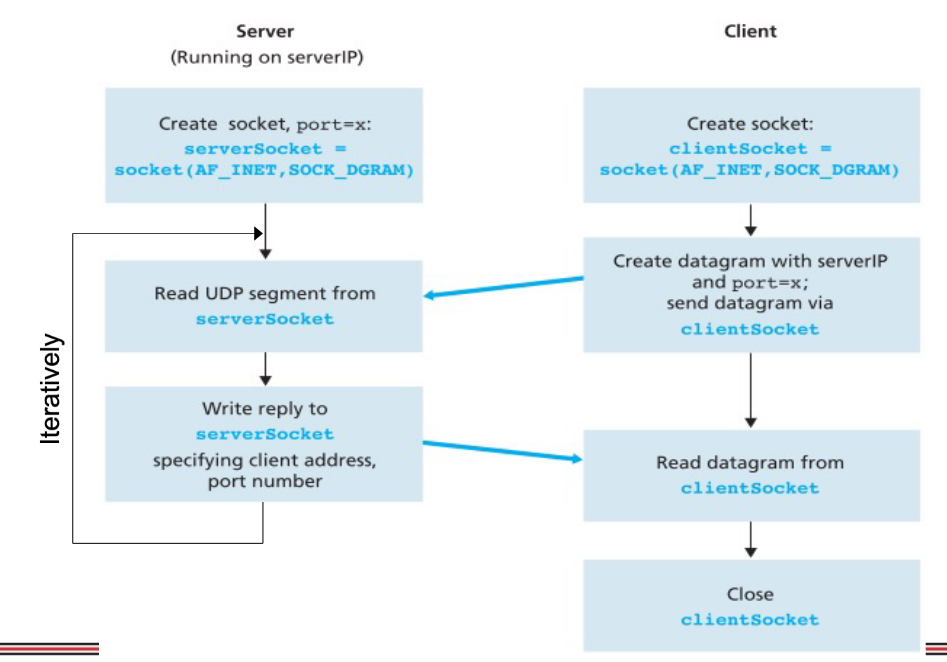 Server
(Running on serverIP)
Client
Create socket, port=x:
serverSocket =
socket(AF_INET,SOCK_DGRAM)
Create socket:
clientSocket =
socket(AF_INET,SOCK_DGRAM)
Create datagram with serverIP
and port=x;
send datagram via
clientSocket
Read UDP segment from
serverSocket
Iteratively
Write reply to
serverSocket
specifying client address,
port number
Read datagram from
clientSocket
Close
clientSocket